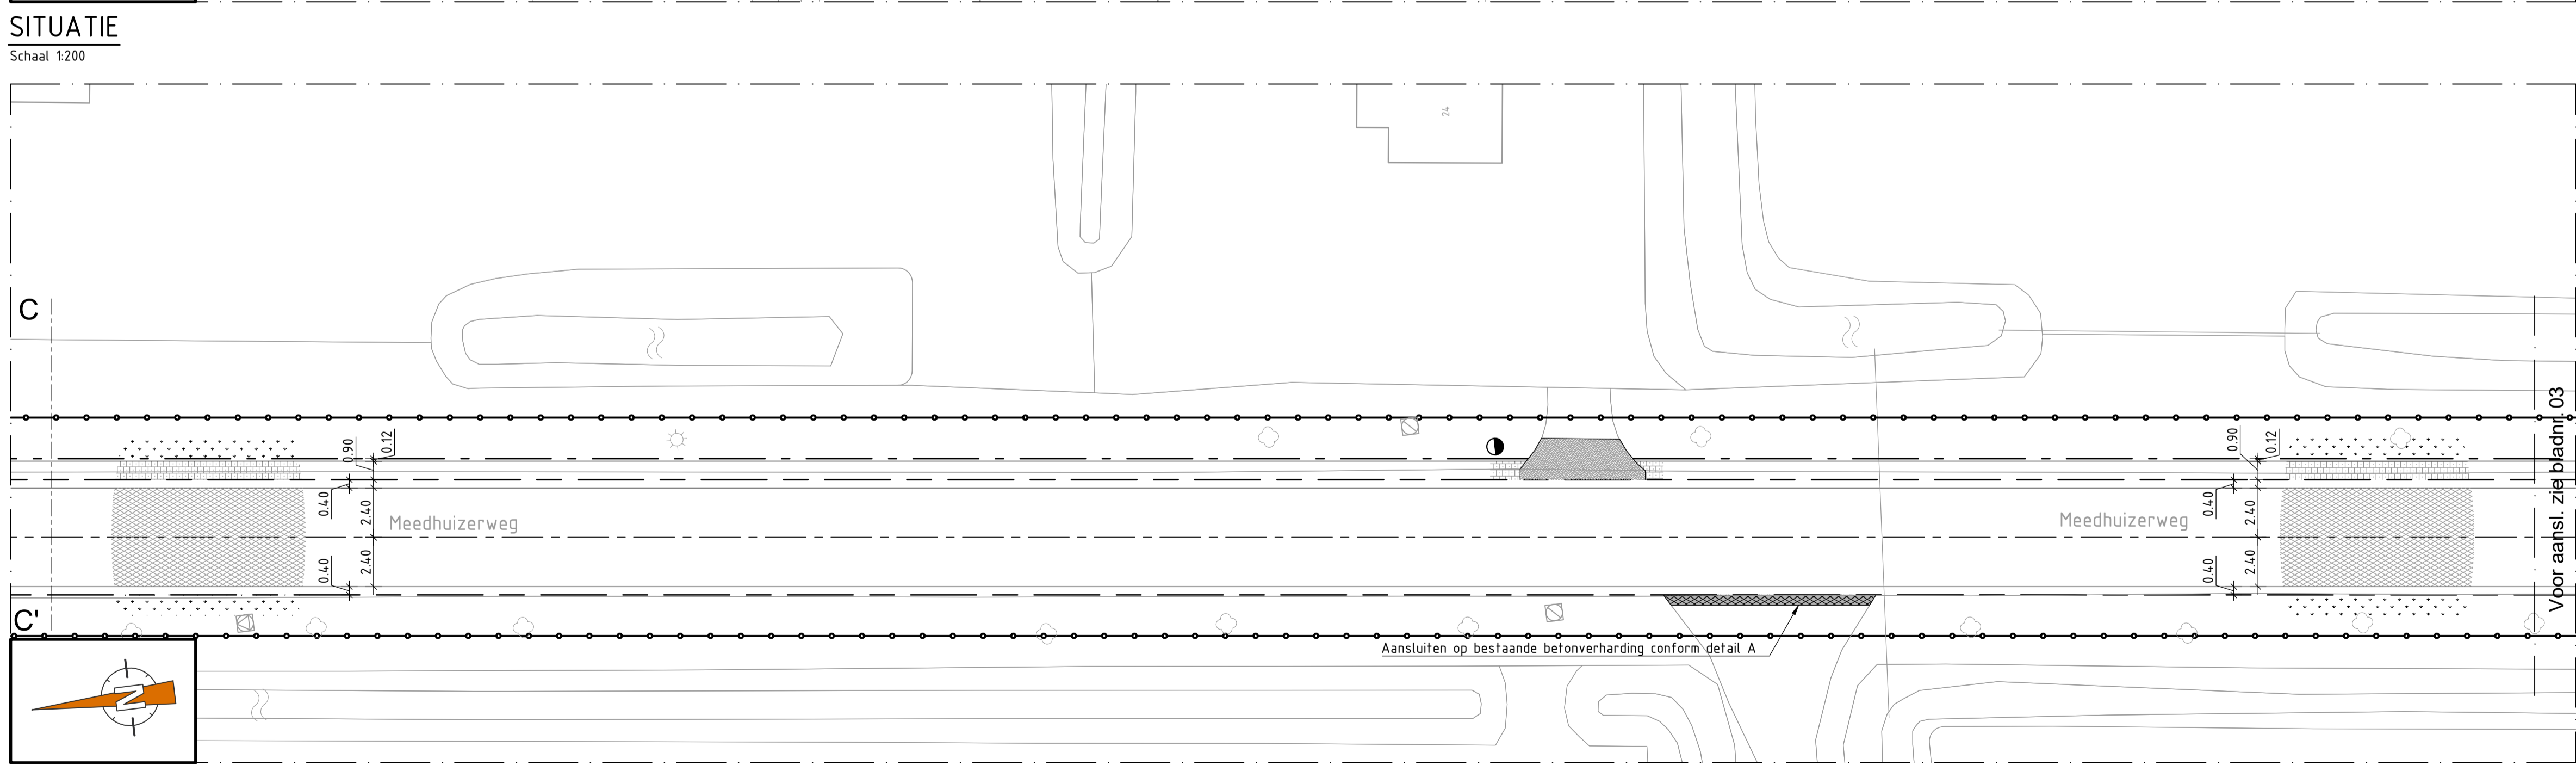 SITUATIE
Schaal 1:200
24
C
0.90
0.12
0.40
2.40
Meedhuizerweg
0.40
2.40
C'
0.90
0.12
0.40
2.40
Meedhuizerweg
0.40
2.40
Voor aansl. zie bladnr. 03
Aansluiten op bestaande betonverharding conform detail A
N